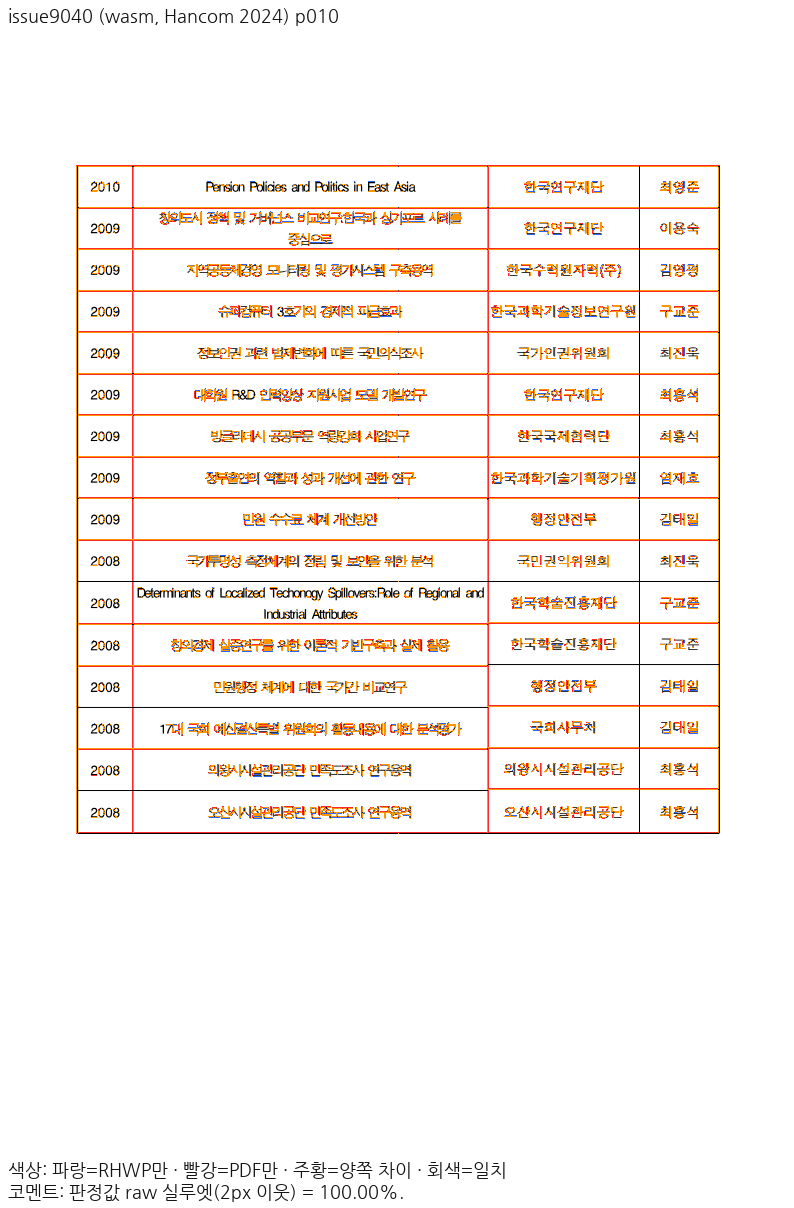 issue9040 (wasm, Hancom 2024) p010
2010 Pension Policies and Politics in East Asia 한국연구재단 최영준
2009 창의도시 정책 및 거버넌스 비교연구:한국과 싱가포르 사례를
중심으로 한국연구재단 이용숙
2009 지역공동체경영 모니터링 및 평가시스템 구축용역 한국수력원자력(주) 김영평
2009 슈퍼컴퓨터 3호기의 경제적 파급효과 한국과학기술정보연구원 구교준
2009 정보인권 관련 법제변화에 따른 국민의식조사 국가인권위원회 최진욱
2009 대학원 R&D 인력양상 지원사업 모델 개발연구 한국연구재단 최흥석
2009 방글라데시 공공부문 역량강화 사업연구 한국국제협력단 최흥석
2009 정부출연의 역할과 성과 개선에 관한 연구 한국과학기술기획평가원 염재호
2009 민원 수수료 체계 개선방안 행정안전부 김태일
2008 국가투명성 측정체계의 정립 및 보안을 위한 분석 국민권익위원회 최진욱
2008 Determinants of Localized Techonogy Spillovers:Role of Regional and
Industrial Attributes 한국학술진흥재단 구교준
2008 창의경제 실증연구를 위한 이론적 기반구축과 실제 활용 한국학술진흥재단 구교준
2008 민원행정 체계에 대한 국가간 비교연구 행정안전부 김태일
2008 17대 국회 예산결산특별 위원회의 활동내용에 대한 분석평가 국회사무처 김태일
2008 의왕시시설관리공단 만족도조사 연구용역 의왕시시설관리공단 최흥석
2008 오산시시설관리공단 만족도조사 연구용역 오산시시설관리공단 최흥석
색상: 파랑=RHWP만 · 빨강=PDF만 · 주황=양쪽 차이 · 회색=일치
코멘트: 판정값 raw 실루엣(2px 이웃) = 100.00%.